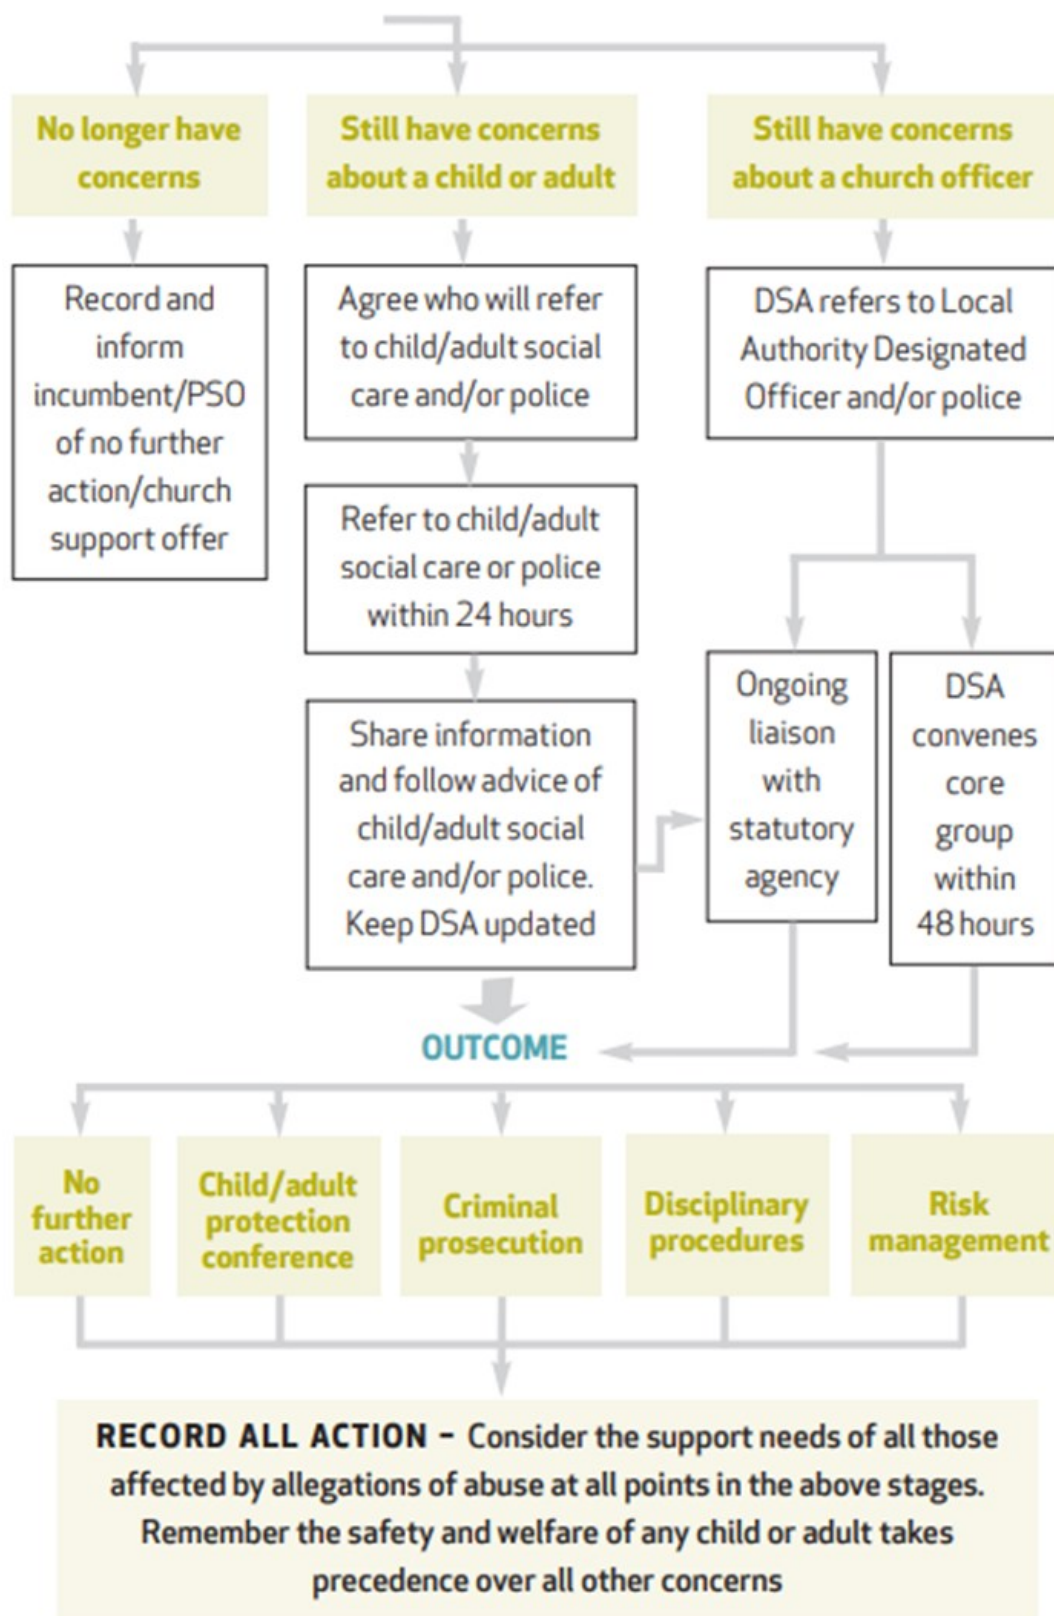 No longer have
concerns
Still have concerns
about a child or adult
Still have concerns
about a church officer
Record and
inform
incumbent/PSO
of no further
action/church
support offer
Agree who will refer
to child/adult social
care and/or police
DSA refers to Local
Authority Designated
Officer and/or police
Refer to child/adult
social care or police
within 24 hours
Share information
and follow advice of
child/adult social
care and/or police.
Keep DSA updated
Ongoing
liaison
with
statutory
agency
DSA
convenes
core
group
within
48 hours
OUTCOME
No
further
action
Child/adult
protection
conference
Criminal
prosecution
Disciplinary
procedures
Risk
management
RECORD ALL ACTION – Consider the support needs of all those
affected by allegations of abuse at all points in the above stages.
Remember the safety and welfare of any child or adult takes
precedence over all other concerns